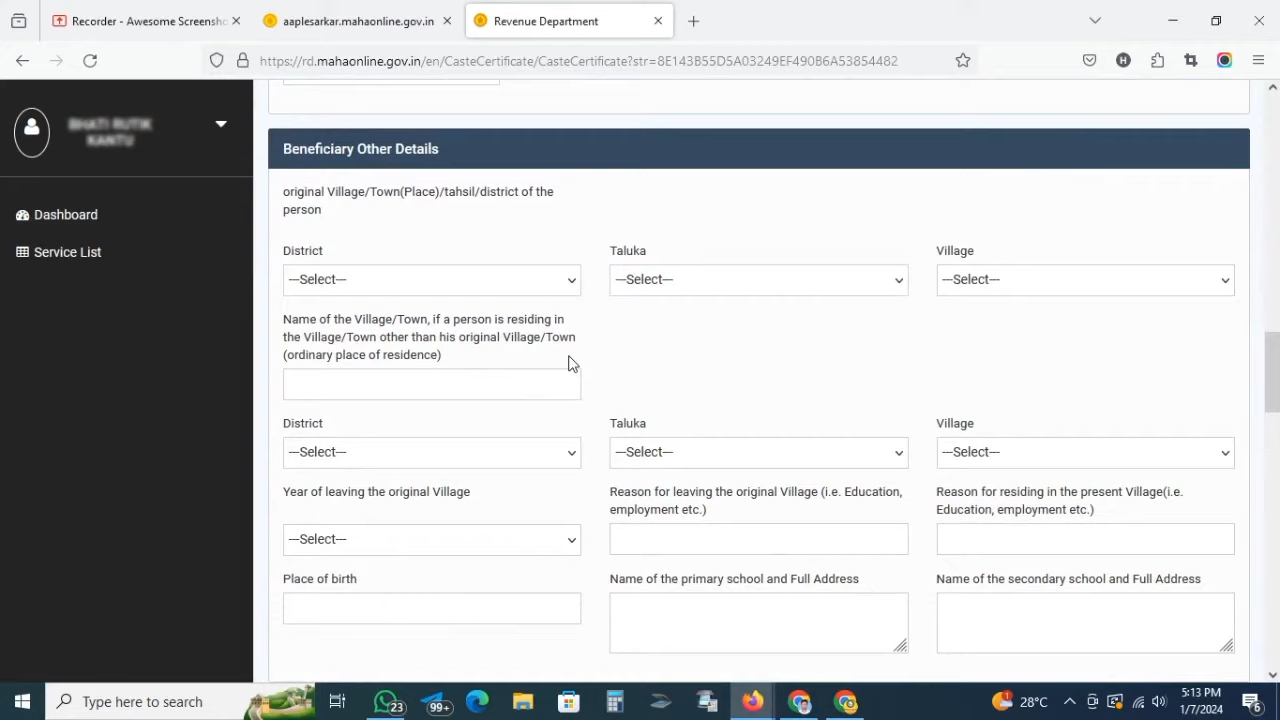 Recorder - Awesome Screensho
aaplesarkar.mahaonline.gov.in
Revenue Department
https://rd.mahaonline.gov.in/en/CasteCertificate/CasteCertificate?str=8E143B55D5A03249EF490B6A53854482
H
BHATI RUTIK
KANTU
Dashboard
Service List
Beneficiary Other Details
original Village/Town(Place)/tahsil/district of the
person
District
Taluka
Village
---Select---
---Select---
---Select---
Name of the Village/Town, if a person is residing in
the Village/Town other than his original Village/Town
(ordinary place of residence)
District
Taluka
Village
---Select---
---Select---
---Select---
Year of leaving the original Village
Reason for leaving the original Village (i.e. Education,
employment etc.)
Reason for residing in the present Village(i.e.
Education, employment etc.)
---Select---
Place of birth
Name of the primary school and Full Address
Name of the secondary school and Full Address
Type here to search
23
99+
1
28°C
5:13 PM
1/7/2024
6